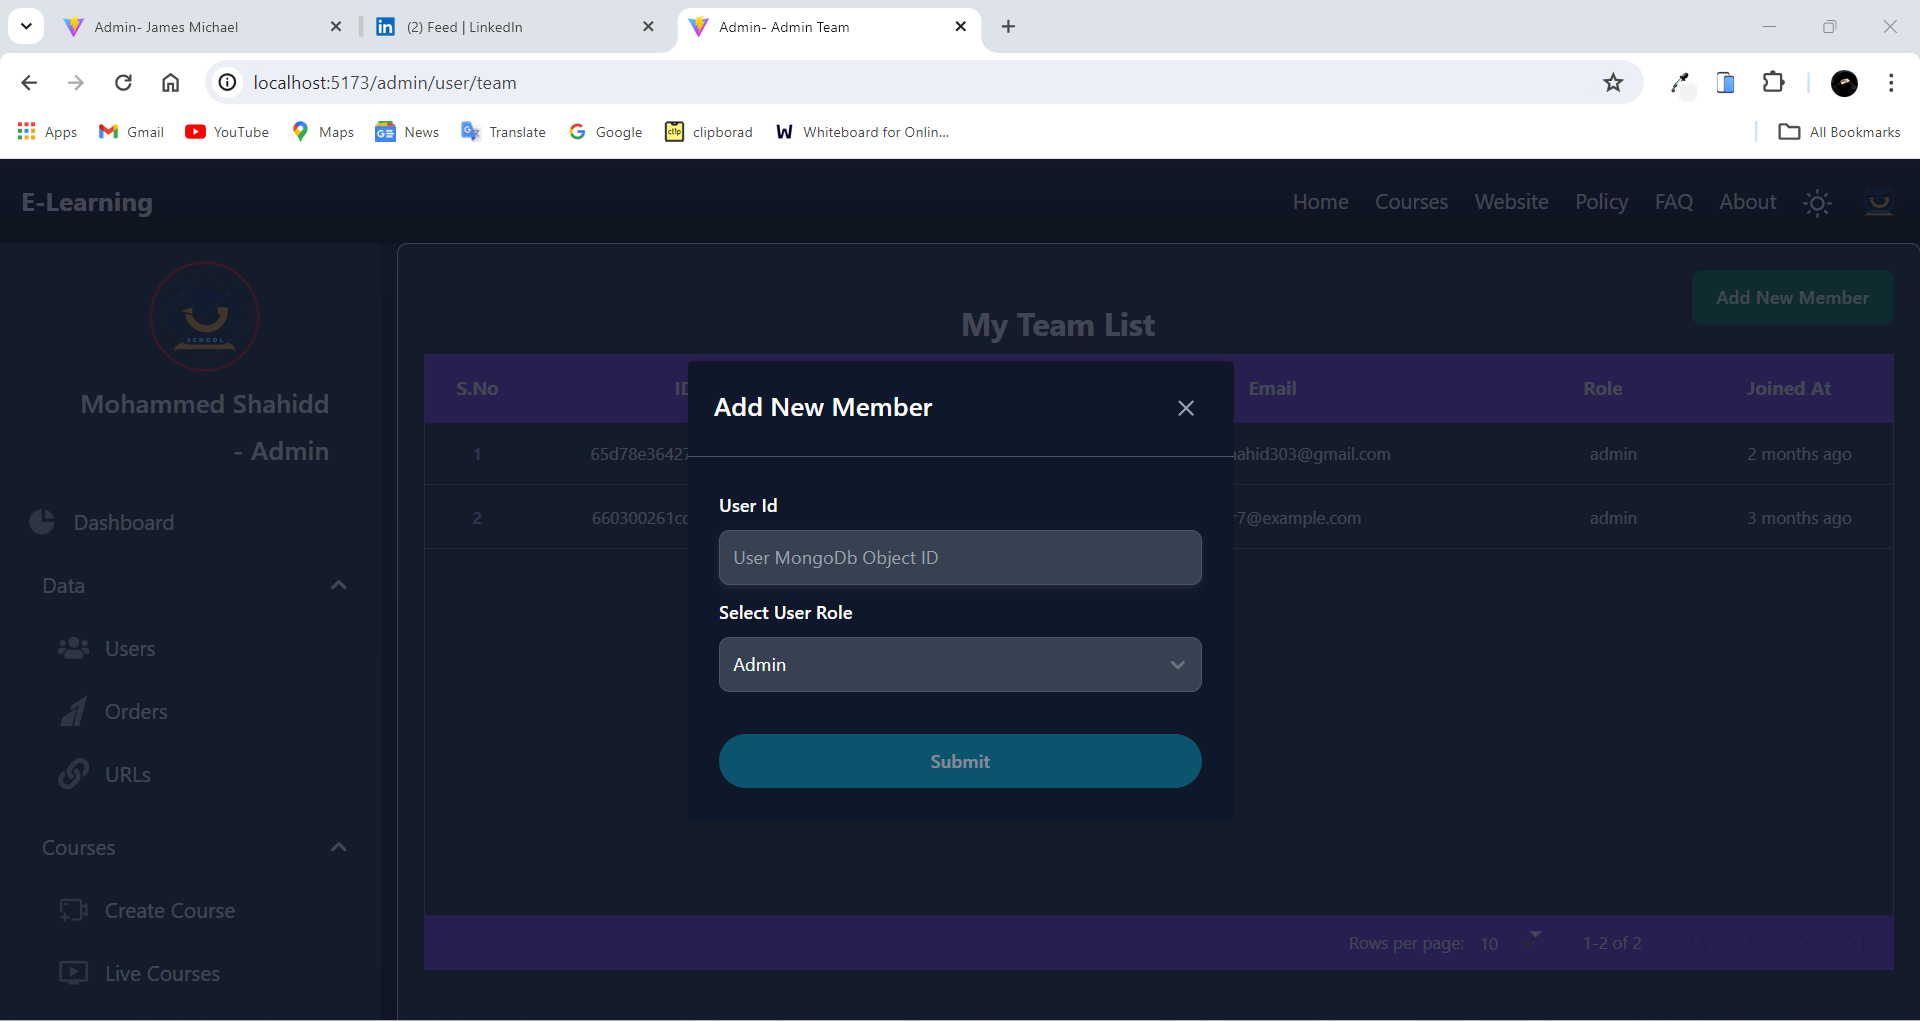 Admin- James Michael
(2) Feed | LinkedIn
Admin- Admin Team
localhost:5173/admin/user/team
Apps
Gmail
YouTube
Maps
News
Translate
Google
clipborad
Whiteboard for Onlin...
All Bookmarks
E-Learning
Home
Courses
Website
Policy
FAQ
About
SCHOOL
Mohammed Shahidd
- Admin
Dashboard
Data
Users
Orders
URLs
Courses
Create Course
Live Courses
Add New Member
My Team List
S.No
Email
Role
Joined At
1
65d78e3642
ahid303@gmail.com
admin
2 months ago
2
660300261c
7@example.com
admin
3 months ago
Rows per page: 10
1-2 of 2
Add New Member
User Id
User MongoDb Object ID
Select User Role
Admin
Submit